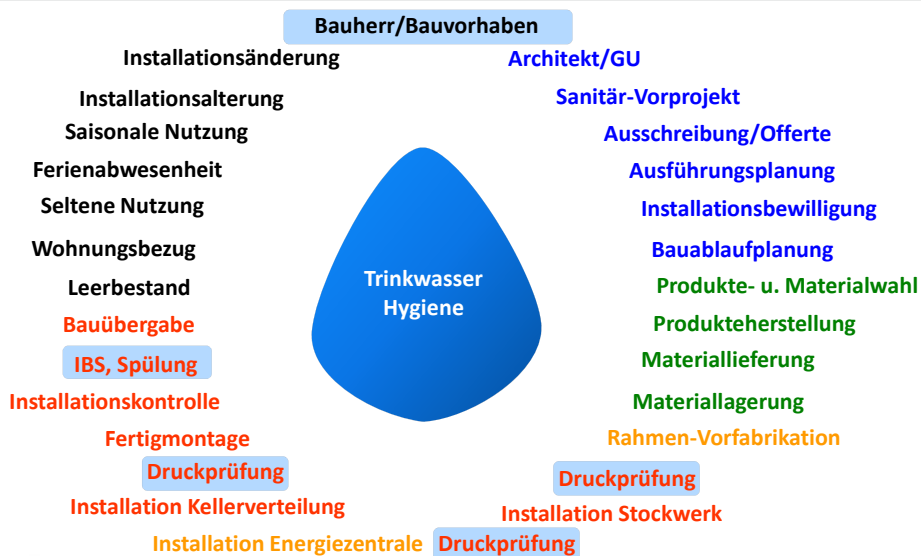 Bauherr/Bauvorhaben
Installationsänderung
Architekt/GU
Installationsalterung
Sanitär-Vorprojekt
Saisonale Nutzung
Ausschreibung/Offerte
Ferienabwesenheit
Ausführungsplanung
Seltene Nutzung
Installationsbewilligung
Wohnungsbezug
Bauablaufplanung
Trinkwasser
Hygiene
Leerbestand
Produkte- u. Materialwahl
Bauübergabe
Produkteherstellung
IBS, Spülung
Materiallieferung
Installationskontrolle
Materiallagerung
Fertigmontage
Rahmen-Vorfabrikation
Druckprüfung
Druckprüfung
Installation Kellerverteilung
Installation Stockwerk
Installation Energiezentrale
Druckprüfung